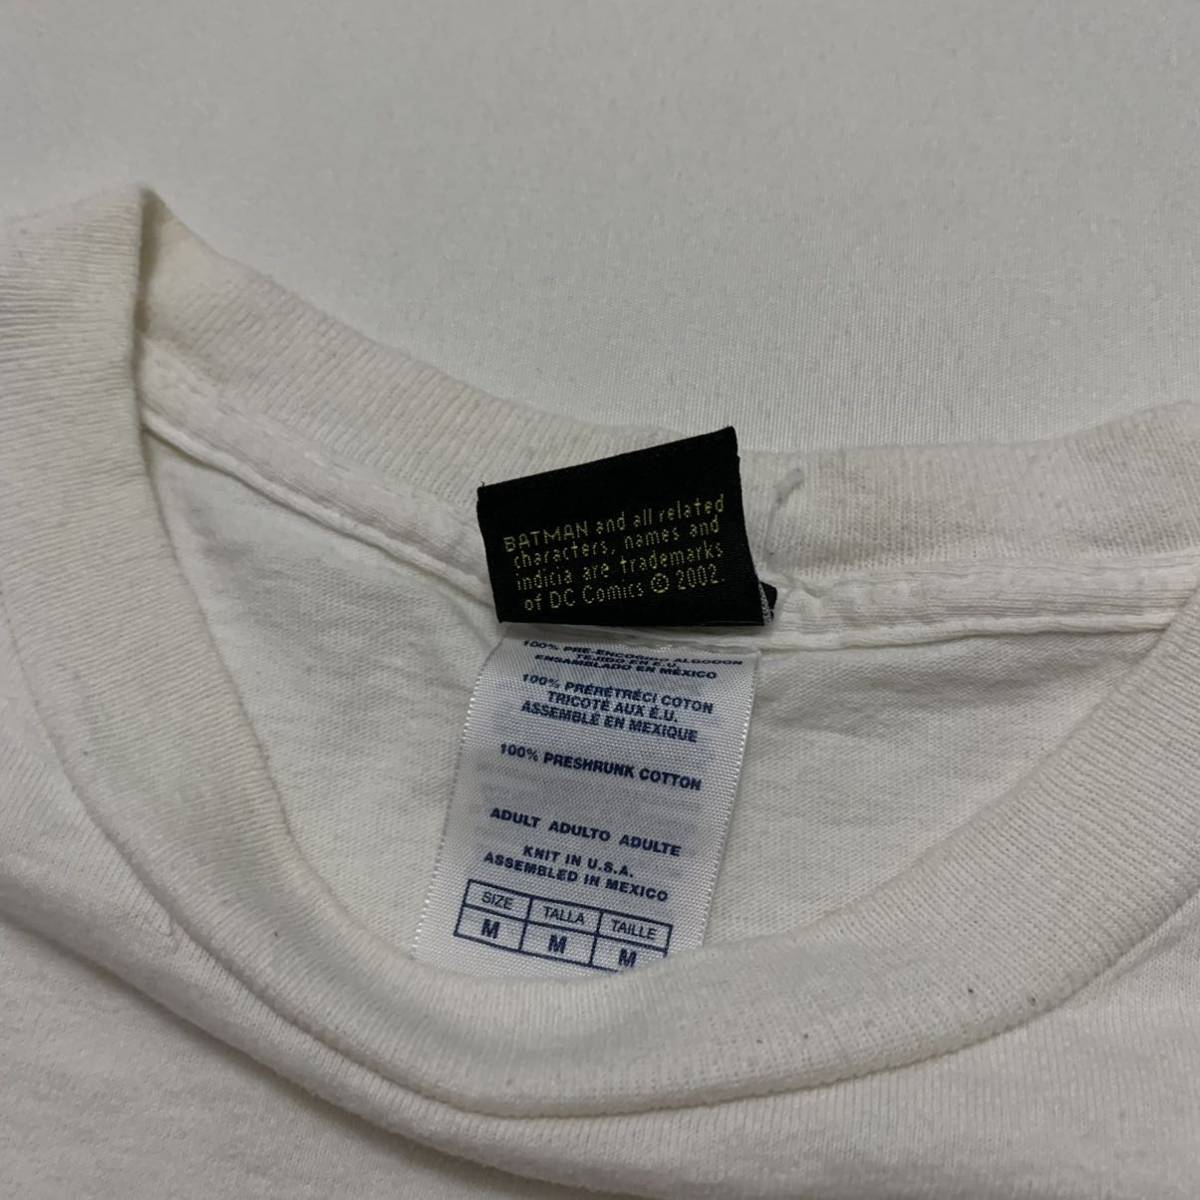 BATMAN and all related
characters, names and
indicia are trademarks
of DC Comics © 2002.
100% PRE-ENCOGIDO ALGODON
TEJIDO EN E.U.
ENSAMBLADO EN MEXICO
100% PRÉRÉTRÉCI COTON
TRICOTÉ AUX É.U.
ASSEMBLÉ EN MEXIQUE
100% PRESHRUNK COTTON
ADULT ADULTO ADULTE
KNIT IN U.S.A.
ASSEMBLED IN MEXICO
SIZE TALLA TAILLE
M M M